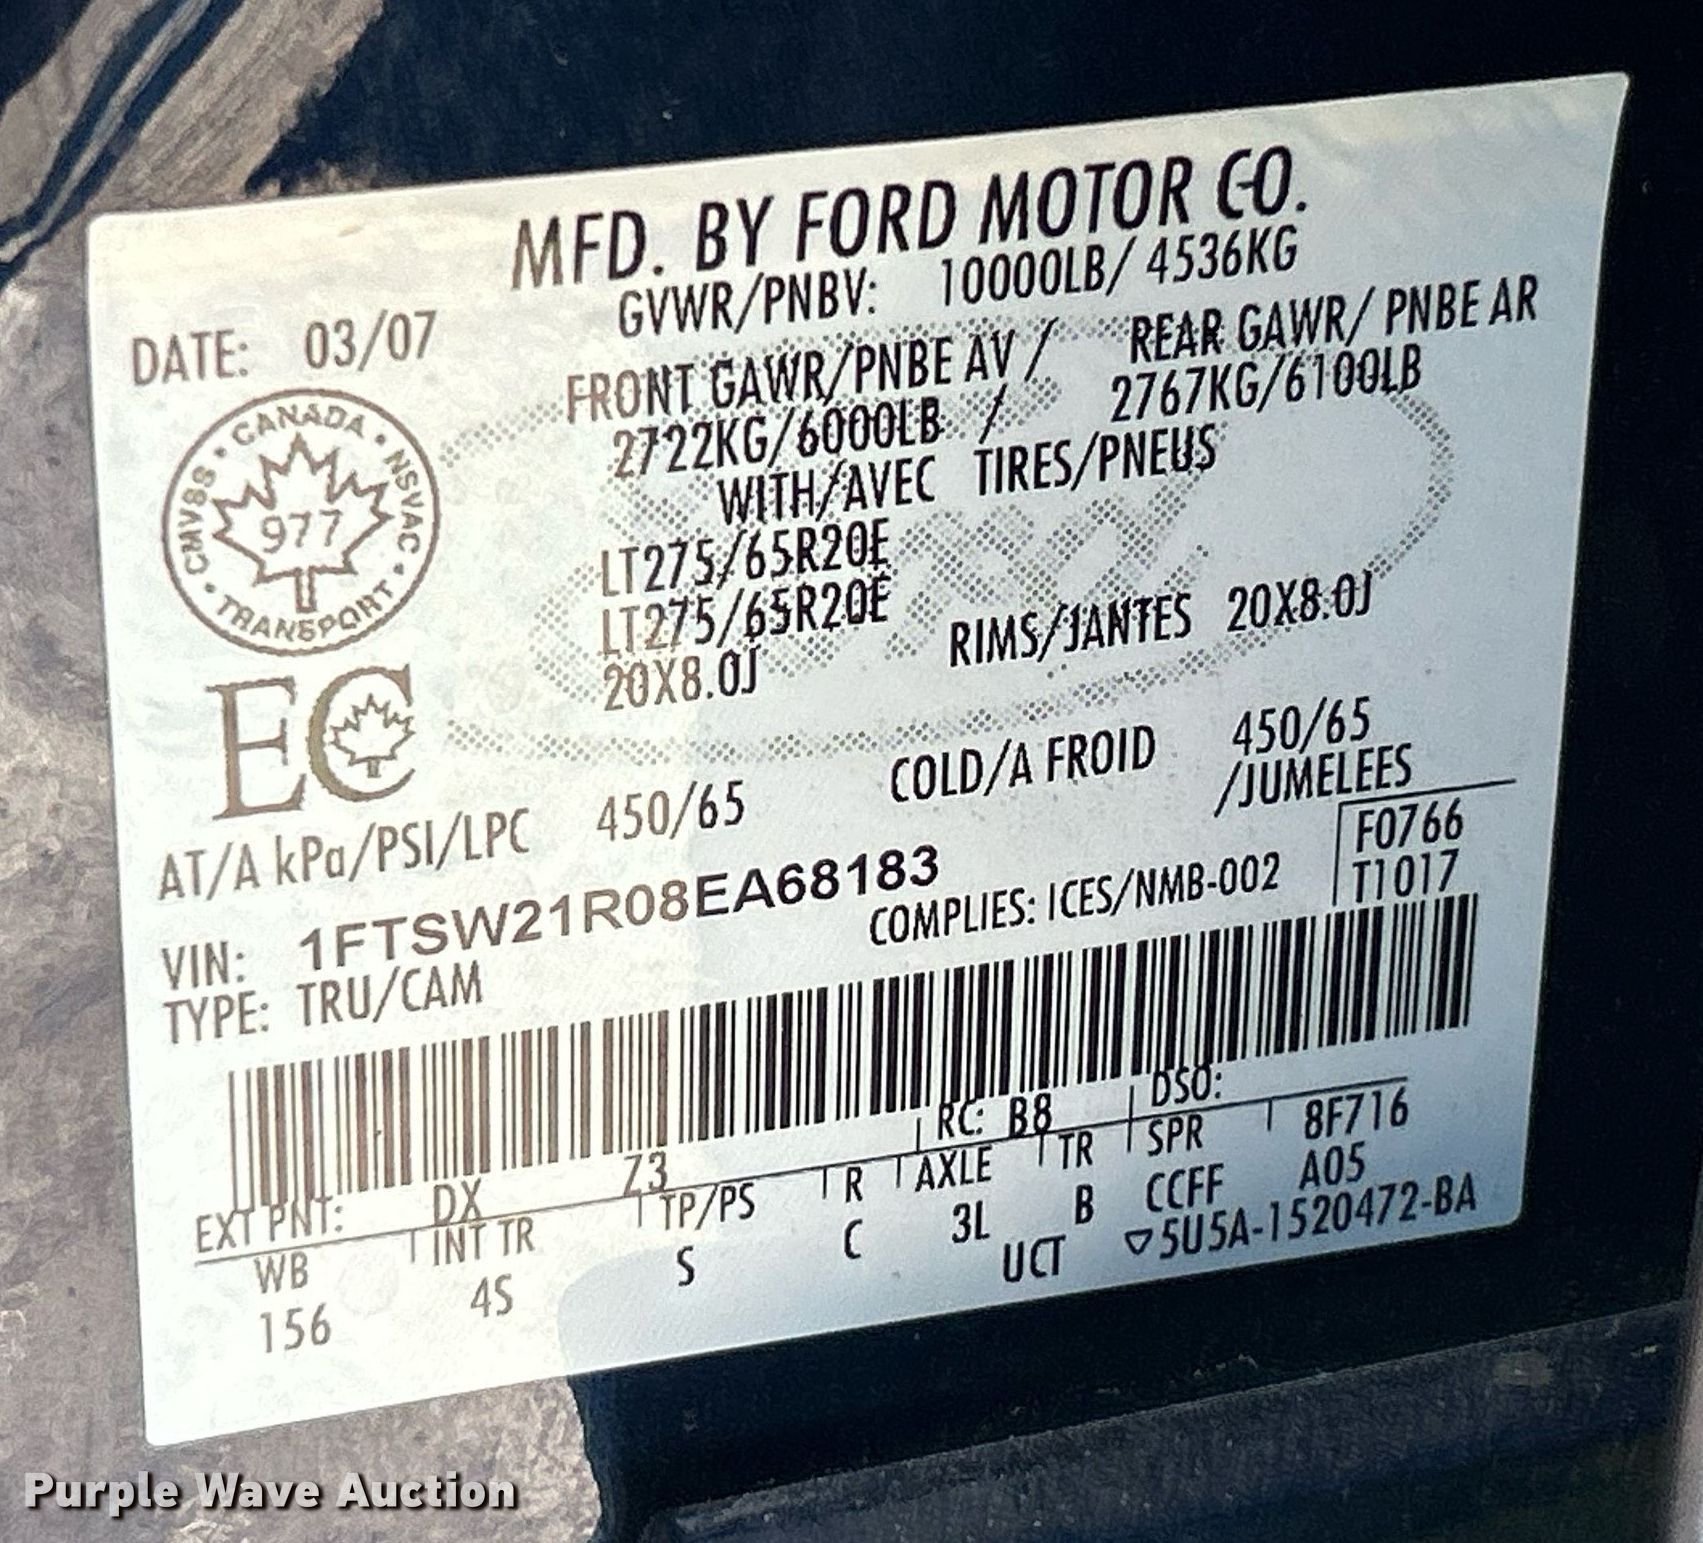 MFD. BY FORD MOTOR CO.
DATE: 03/07
GVWR/PNBV: 10000LB/ 4536KG
FRONT GAWR/PNBE AV / REAR GAWR/ PNBE AR
2722KG/6000LB / 2767KG/6100LB
WITH/AVEC TIRES/PNEUS
LT275/65R20E
LT275/65R20E
20X8.0J RIMS/JANTES 20X8.0J
CANADA • NSVAC • TRANSPORT • CMVSS •
977
EC
AT/A kPa/PSI/LPC 450/65 COLD/A FROID 450/65
/JUMELEES
VIN: 1FTSW21R08EA68183
COMPLIES: ICES/NMB-002
F0766
T1017
TYPE: TRU/CAM
EXT PNT: DX Z3 RC: B8 DSO:
WB INT TR TP/PS R AXLE TR SPR 8F716
156 4S S C 3L B CCFF A05
UCT ▽5U5A-1520472-BA
Purple Wave Auction